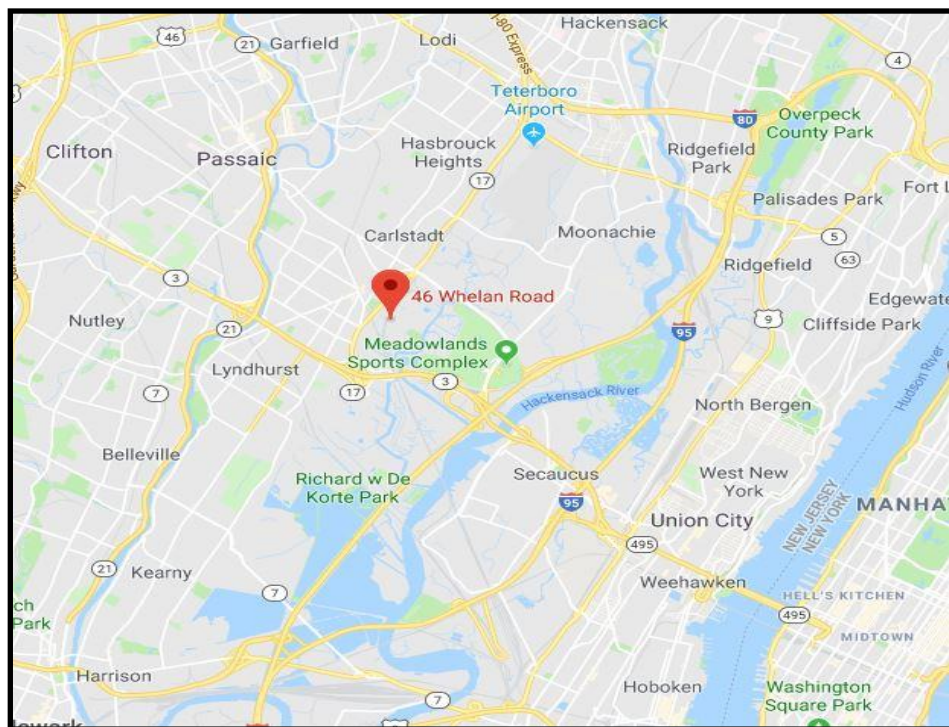 Hackensack
46
21
Garfield
Lodi
I-80 Express
4
Teterboro
Airport
80
Overpeck
County Park
Clifton
Passaic
Hasbrouck
Heights
Ridgefield
Park
17
Fort L
Palisades Park
Carlstadt
Moonachie
5
63
Ridgefield
3
46 Whelan Road
Edgewate
Nutley
21
9
Cliffside Park
95
Meadowlands
Sports Complex
Lyndhurst
3
17
7
Hackensack River
Hudson River
North Bergen
Belleville
Richard w De
Korte Park
Secaucus
West New
York
95
Union City
NEW JERSEY
NEW YORK
MANHA
495
21
Kearny
7
Weehawken
HELL'S KITCHEN
495
MIDTOWN
ch
Park
Harrison
7
Hoboken
Washington
Square Park